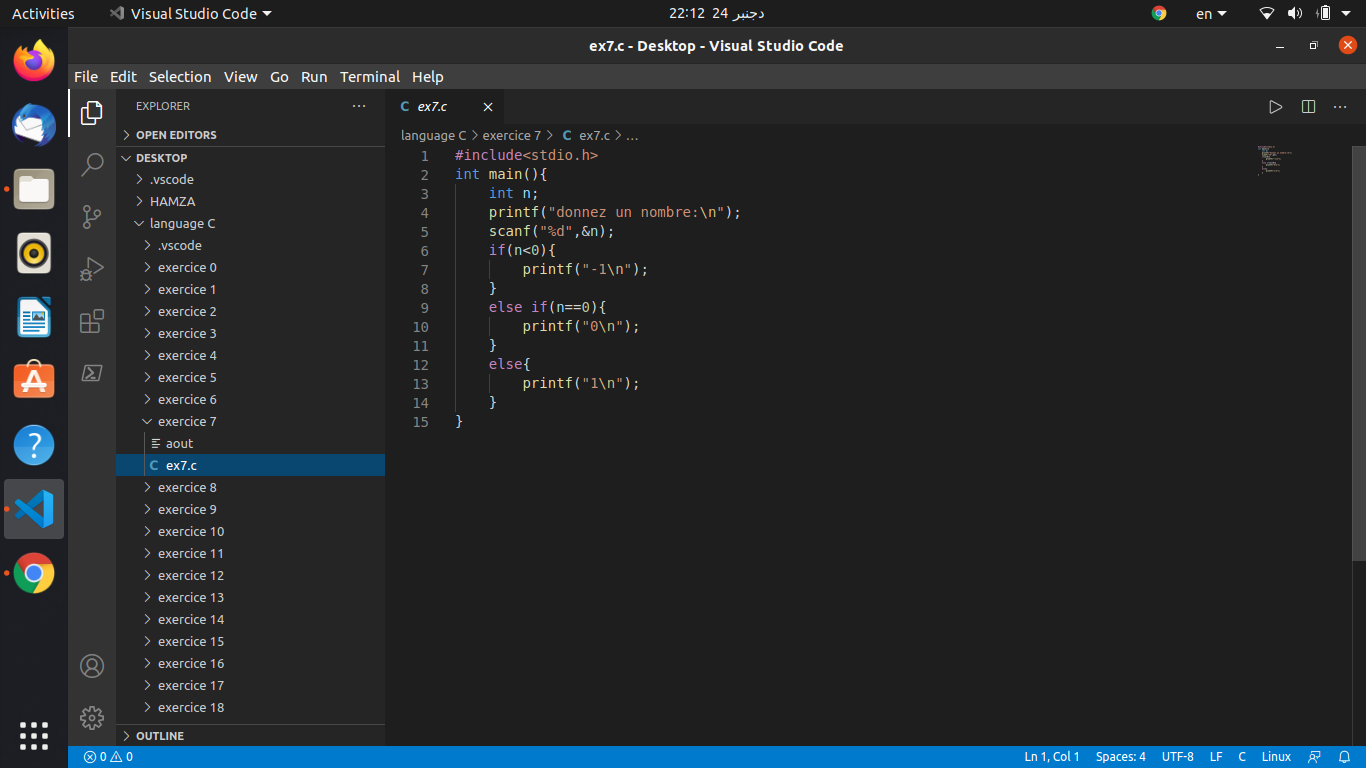 Activities
Visual Studio Code
22:12 24 دجنبر
en
ex7.c - Desktop - Visual Studio Code
File Edit Selection View Go Run Terminal Help
EXPLORER
OPEN EDITORS
DESKTOP
.vscode
HAMZA
language C
.vscode
exercice 0
exercice 1
exercice 2
exercice 3
exercice 4
exercice 5
exercice 6
exercice 7
aout
C ex7.c
exercice 8
exercice 9
exercice 10
exercice 11
exercice 12
exercice 13
exercice 14
exercice 15
exercice 16
exercice 17
exercice 18
OUTLINE
C ex7.c
language C > exercice 7 > C ex7.c > ...
1 #include<stdio.h>
2 int main(){
3     int n;
4     printf("donnez un nombre:\n");
5     scanf("%d",&n);
6     if(n<0){
7         printf("-1\n");
8     }
9     else if(n==0){
10         printf("0\n");
11     }
12     else{
13         printf("1\n");
14     }
15 }
0 0
Ln 1, Col 1 Spaces: 4 UTF-8 LF C Linux